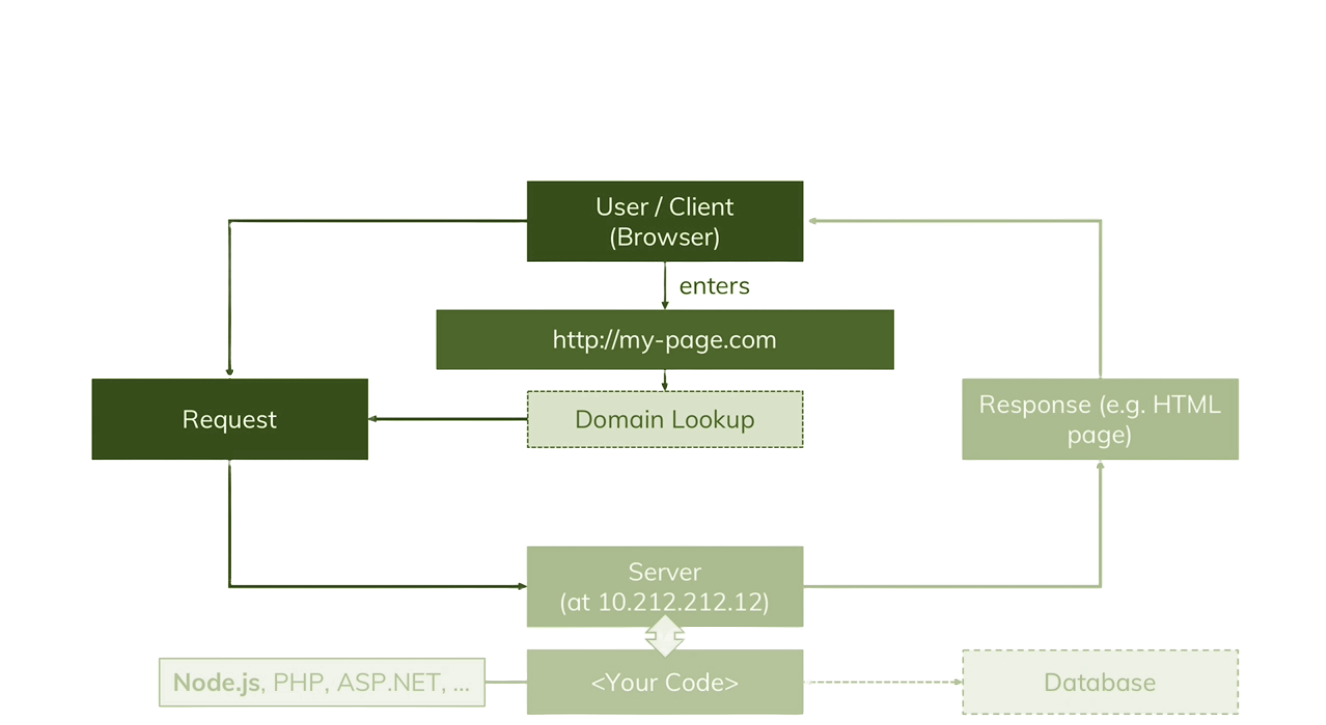 User / Client
(Browser)
enters
http://my-page.com
Request
Domain Lookup
Response (e.g. HTML
page)
Server
(at 10.212.212.12)
Node.js, PHP, ASP.NET, ...
<Your Code>
Database